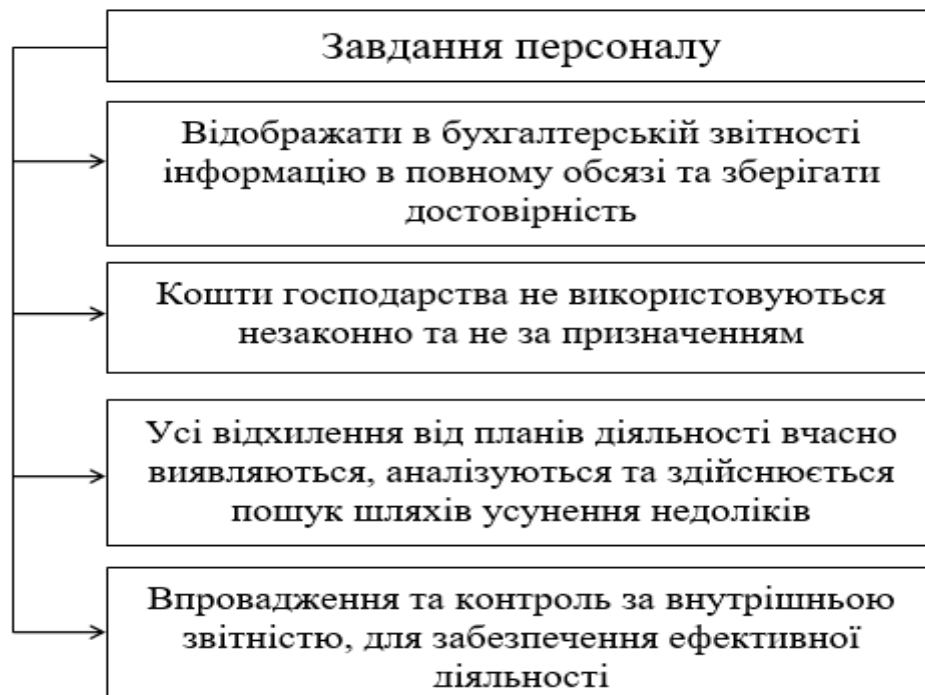 Завдання персоналу
Відображати в бухгалтерській звітності
інформацію в повному обсязі та зберігати
достовірність
Кошти господарства не використовуються
незаконно та не за призначенням
Усі відхилення від планів діяльності вчасно
виявляються, аналізуються та здійснюється
пошук шляхів усунення недоліків
Впровадження та контроль за внутрішньою
звітністю, для забезпечення ефективної
діяльності